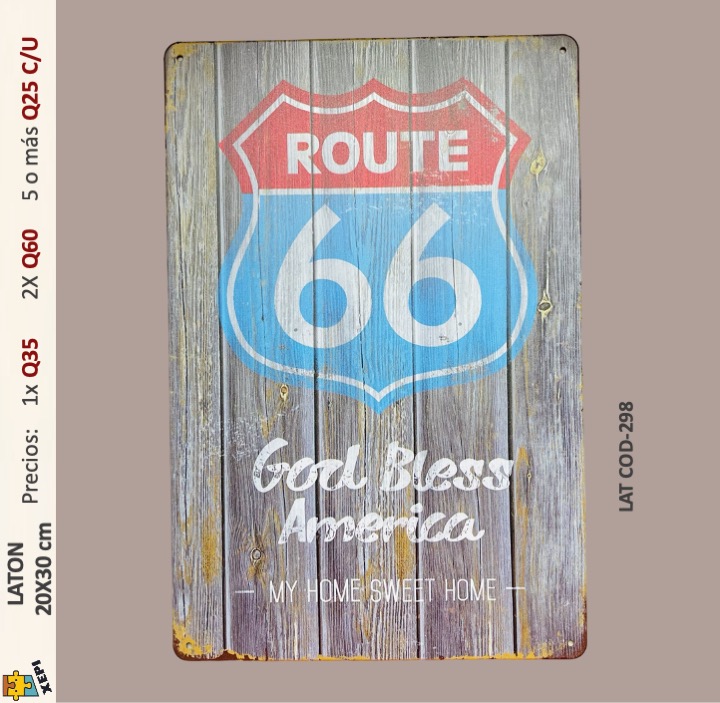 LATON
20X30 cm
Precios: 1x Q35 2X Q60 5 o más Q25 C/U
XEPI
ROUTE
66
God Bless
America
— MY HOME SWEET HOME —
LAT COD-298